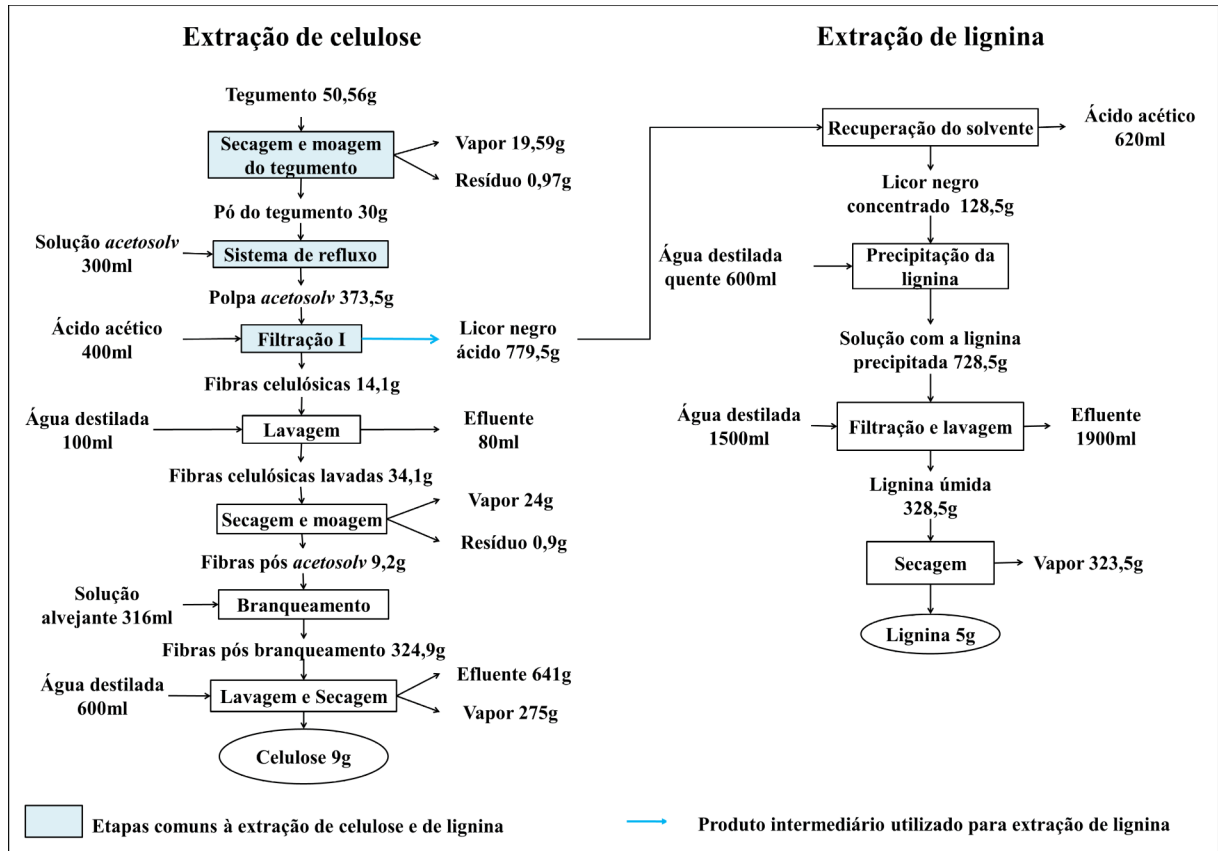 Extração de celulose
Tegumento 50,56g
Secagem e moagem
do tegumento
Vapor 19,59g
Resíduo 0,97g
Pó do tegumento 30g
Solução acetosolv
300ml
Sistema de refluxo
Polpa acetosolv 373,5g
Ácido acético
400ml
Filtração I
Licor negro
ácido 779,5g
Fibras celulósicas 14,1g
Água destilada
100ml
Lavagem
Efluente
80ml
Fibras celulósicas lavadas 34,1g
Secagem e moagem
Vapor 24g
Resíduo 0,9g
Fibras pós acetosolv 9,2g
Solução
alvejante 316ml
Branqueamento
Fibras pós branqueamento 324,9g
Água destilada
600ml
Lavagem e Secagem
Efluente 641g
Vapor 275g
Celulose 9g
Extração de lignina
Recuperação do solvente
Ácido acético
620ml
Licor negro
concentrado 128,5g
Água destilada
quente 600ml
Precipitação da
lignina
Solução com a lignina
precipitada 728,5g
Água destilada
1500ml
Filtração e lavagem
Efluente
1900ml
Lignina úmida
328,5g
Secagem
Vapor 323,5g
Lignina 5g
Etapas comuns à extração de celulose e de lignina
Produto intermediário utilizado para extração de lignina